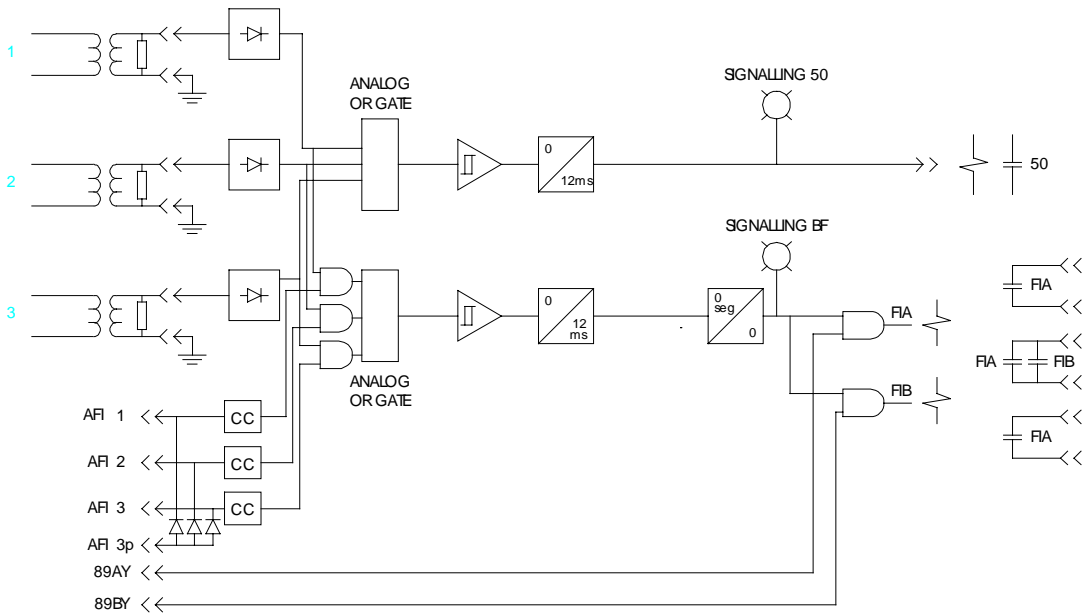 1
ANALOG
OR GATE
SIGNALLING 50
2
0
12ms
50
SIGNALLING BF
3
0
12
ms
0
seg
0
FIA
FIA
FIA
FIB
FIB
FIA
ANALOG
OR GATE
AFI 1
CC
AFI 2
CC
AFI 3
CC
AFI 3p
89AY
89BY